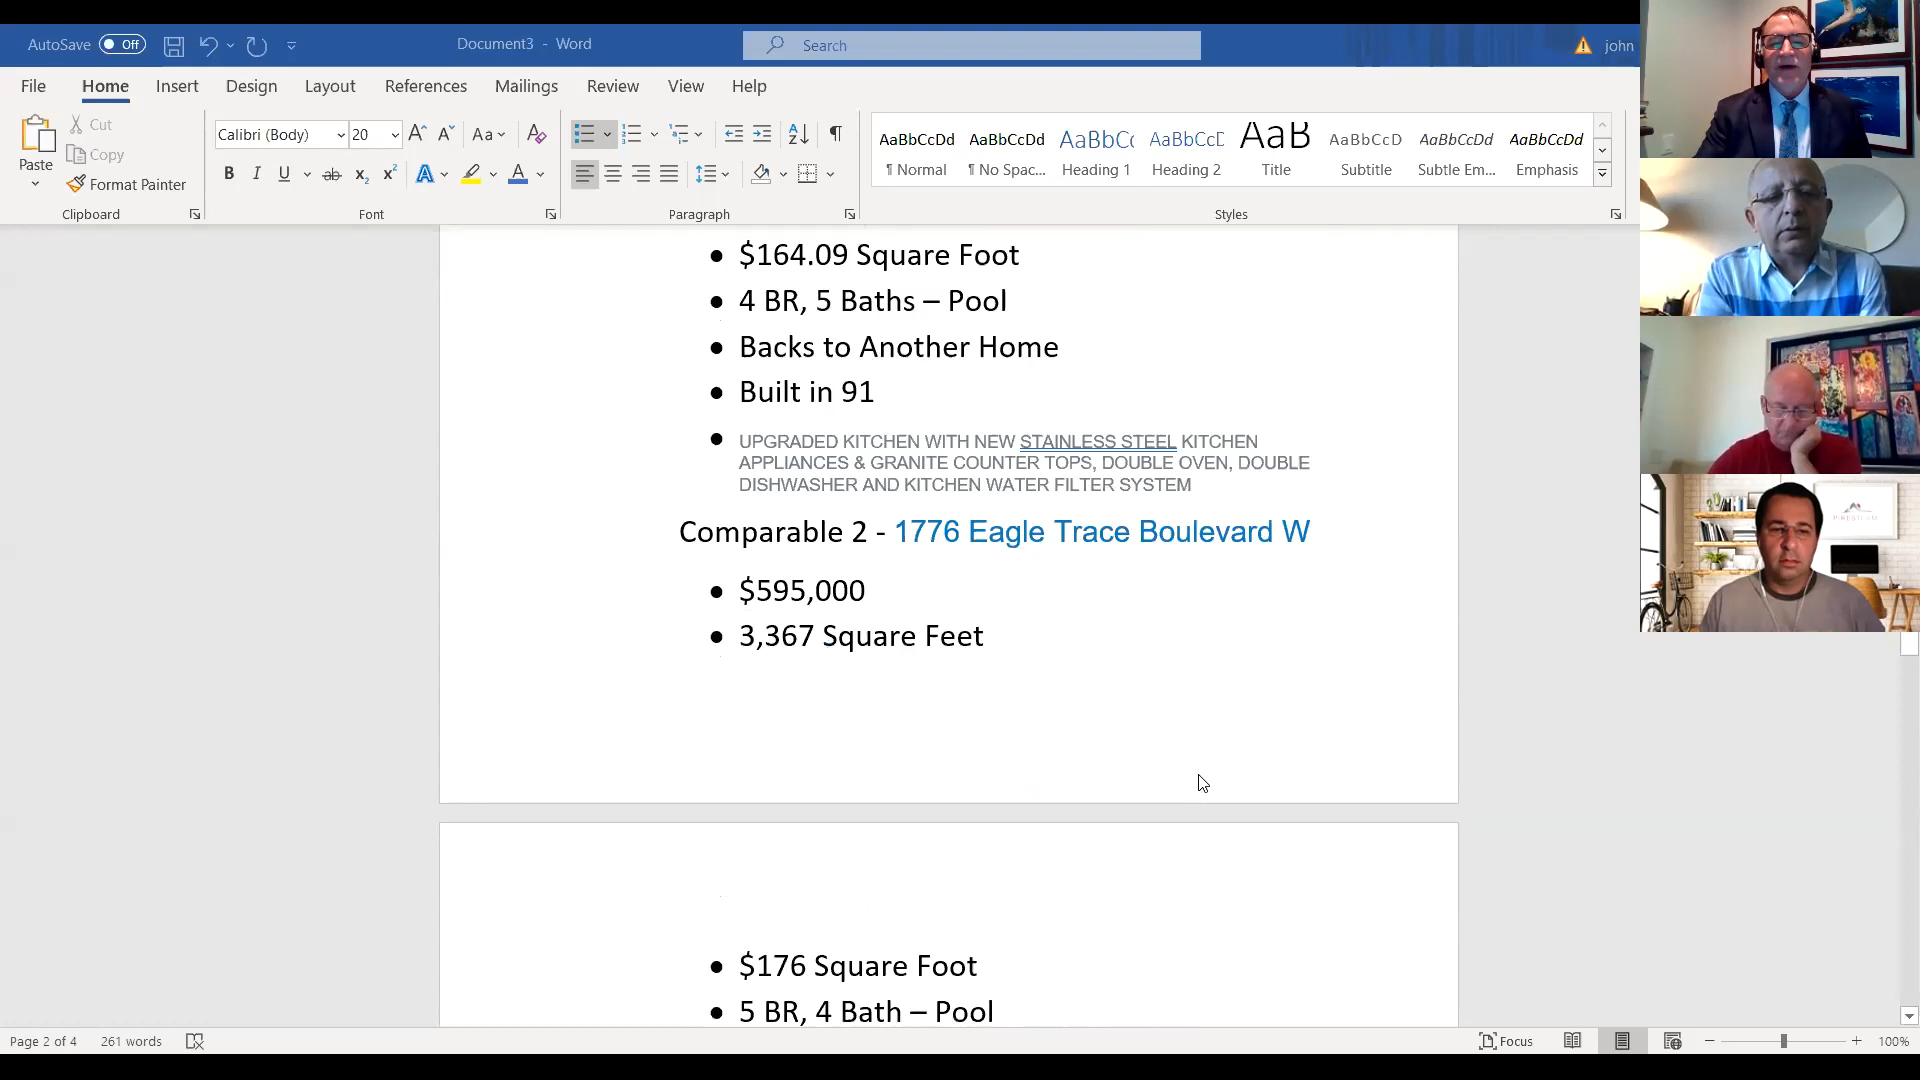 AutoSave Off Document3 - Word Search john
File Home Insert Design Layout References Mailings Review View Help
Paste
Cut
Copy
Format Painter
Clipboard
Calibri (Body) 20
Font
Paragraph
AaBbCcDd AaBbCcDd AaBbCc AaBbCcD AaB AaBbCcD AaBbCcDd AaBbCcDd
¶ Normal ¶ No Spac... Heading 1 Heading 2 Title Subtitle Subtle Em... Emphasis
Styles
• $164.09 Square Foot
• 4 BR, 5 Baths – Pool
• Backs to Another Home
• Built in 91
• UPGRADED KITCHEN WITH NEW STAINLESS STEEL KITCHEN
APPLIANCES & GRANITE COUNTER TOPS, DOUBLE OVEN, DOUBLE
DISHWASHER AND KITCHEN WATER FILTER SYSTEM
Comparable 2 - 1776 Eagle Trace Boulevard W
• $595,000
• 3,367 Square Feet
• $176 Square Foot
• 5 BR, 4 Bath – Pool
Page 2 of 4 261 words Focus 100%